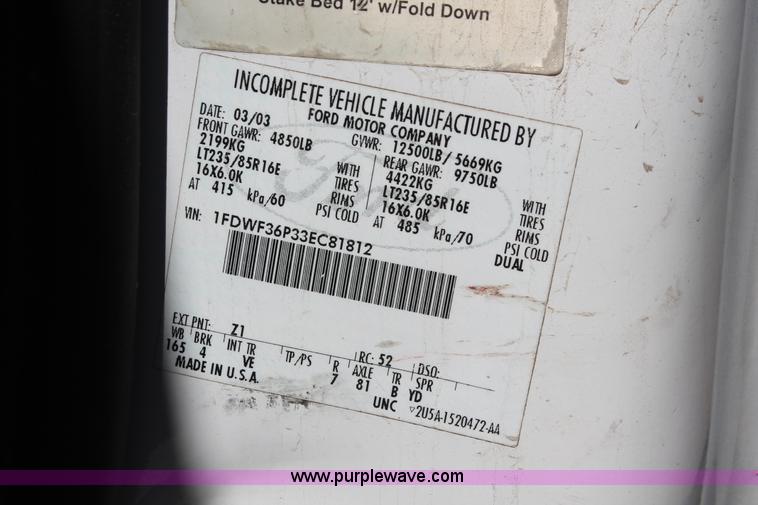 Stake Bed 12' w/Fold Down
INCOMPLETE VEHICLE MANUFACTURED BY
FORD MOTOR COMPANY
DATE: 03/03 GVWR: 12500LB/ 5669KG
FRONT GAWR: 4850LB REAR GAWR: 9750LB
2199KG WITH 4422KG WITH
LT235/85R16E TIRES LT235/85R16E TIRES
16X6.0K RIMS 16X6.0K RIMS
AT 415 kPa/60 PSI COLD AT 485 kPa/70 PSI COLD
DUAL
VIN: 1FDWF36P33EC81812
Ford
EXT PNT: Z1 RC: 52 DSO:
WB BRK INT TR TP/PS R AXLE TR SPR
165 4 VE 7 81 B YD
MADE IN U.S.A. UNC
2U5A-1520472-AA
www.purplewave.com